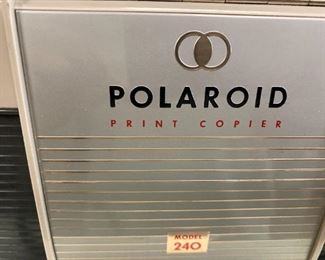 POLAROID
PRINT COPIER
MODEL
240